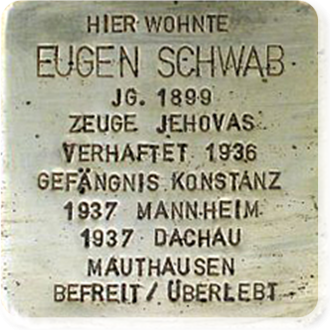 HIER WOHNTE
EUGEN SCHWAB
JG. 1899
ZEUGE JEHOVAS
VERHAFTET 1936
GEFÄNGNIS KONSTANZ
1937 MANNHEIM
1937 DACHAU
MAUTHAUSEN
BEFREIT / ÜBERLEBT